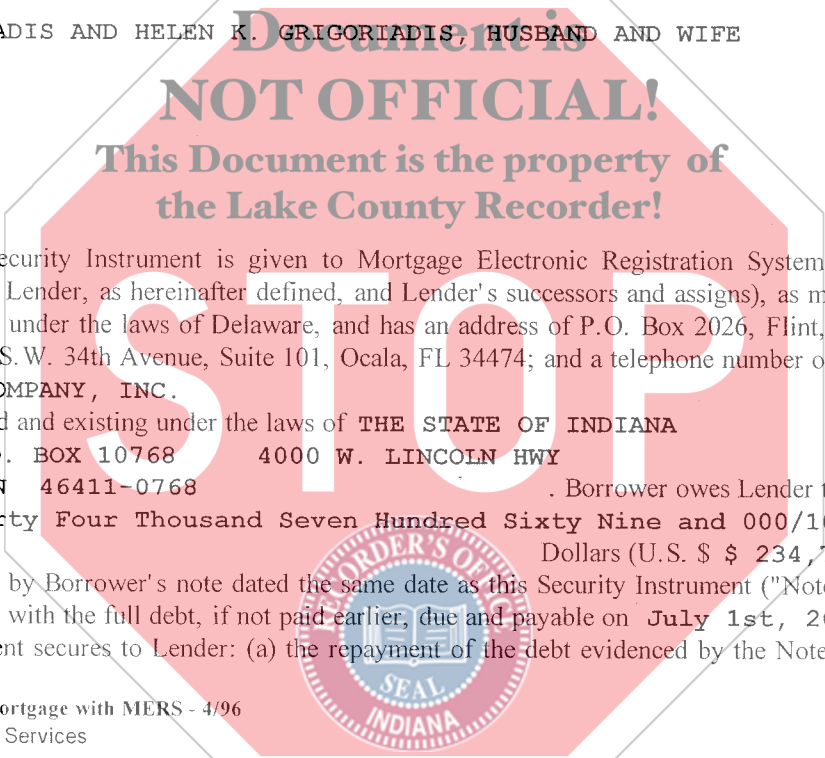 ADIS AND HELEN K. GRIGORIADIS, HUSBAND AND WIFE
Document is
NOT OFFICIAL!
This Document is the property of
the Lake County Recorder!
STOP
ecurity Instrument is given to Mortgage Electronic Registration System
Lender, as hereinafter defined, and Lender's successors and assigns), as m
under the laws of Delaware, and has an address of P.O. Box 2026, Flint,
S.W. 34th Avenue, Suite 101, Ocala, FL 34474; and a telephone number o
OMPANY, INC.
d and existing under the laws of THE STATE OF INDIANA
. BOX 10768 4000 W. LINCOLN HWY
N 46411-0768 . Borrower owes Lender t
rty Four Thousand Seven Hundred Sixty Nine and 000/10
Dollars (U.S. $ $ 234,7
by Borrower's note dated the same date as this Security Instrument ("Note
with the full debt, if not paid earlier, due and payable on July 1st, 20
nt secures to Lender: (a) the repayment of the debt evidenced by the Note
RECORDER'S OFFICE
SEAL
INDIANA
ortgage with MERS - 4/96
Services